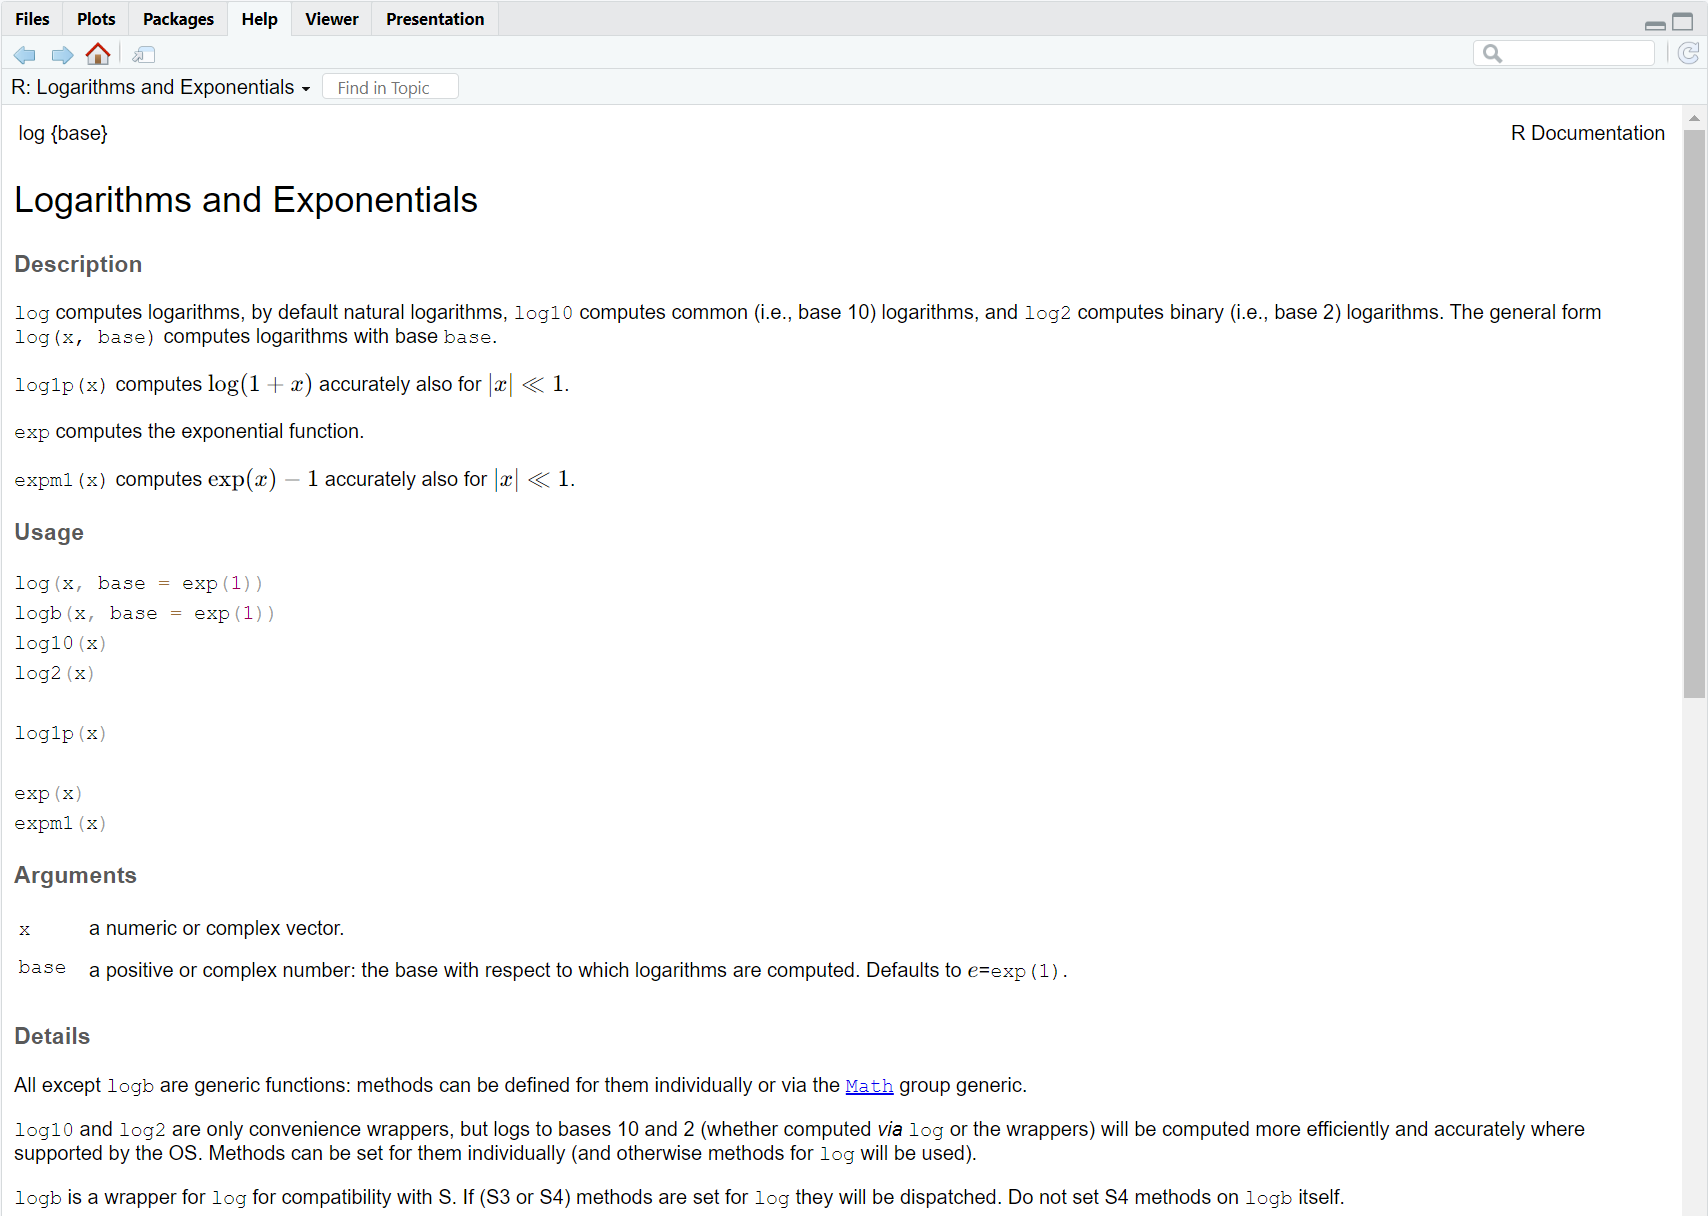 Files Plots Packages Help Viewer Presentation
R: Logarithms and Exponentials Find in Topic
log {base} R Documentation
Logarithms and Exponentials
Description
log computes logarithms, by default natural logarithms, log10 computes common (i.e., base 10) logarithms, and log2 computes binary (i.e., base 2) logarithms. The general form
log(x, base) computes logarithms with base base.
log1p(x) computes log(1 + x) accurately also for |x| ≪ 1.
exp computes the exponential function.
expm1(x) computes exp(x) − 1 accurately also for |x| ≪ 1.
Usage
log(x, base = exp(1))
logb(x, base = exp(1))
log10(x)
log2(x)
log1p(x)
exp(x)
expm1(x)
Arguments
x a numeric or complex vector.
base a positive or complex number: the base with respect to which logarithms are computed. Defaults to e=exp(1).
Details
All except logb are generic functions: methods can be defined for them individually or via the Math group generic.
log10 and log2 are only convenience wrappers, but logs to bases 10 and 2 (whether computed via log or the wrappers) will be computed more efficiently and accurately where
supported by the OS. Methods can be set for them individually (and otherwise methods for log will be used).
logb is a wrapper for log for compatibility with S. If (S3 or S4) methods are set for log they will be dispatched. Do not set S4 methods on logb itself.